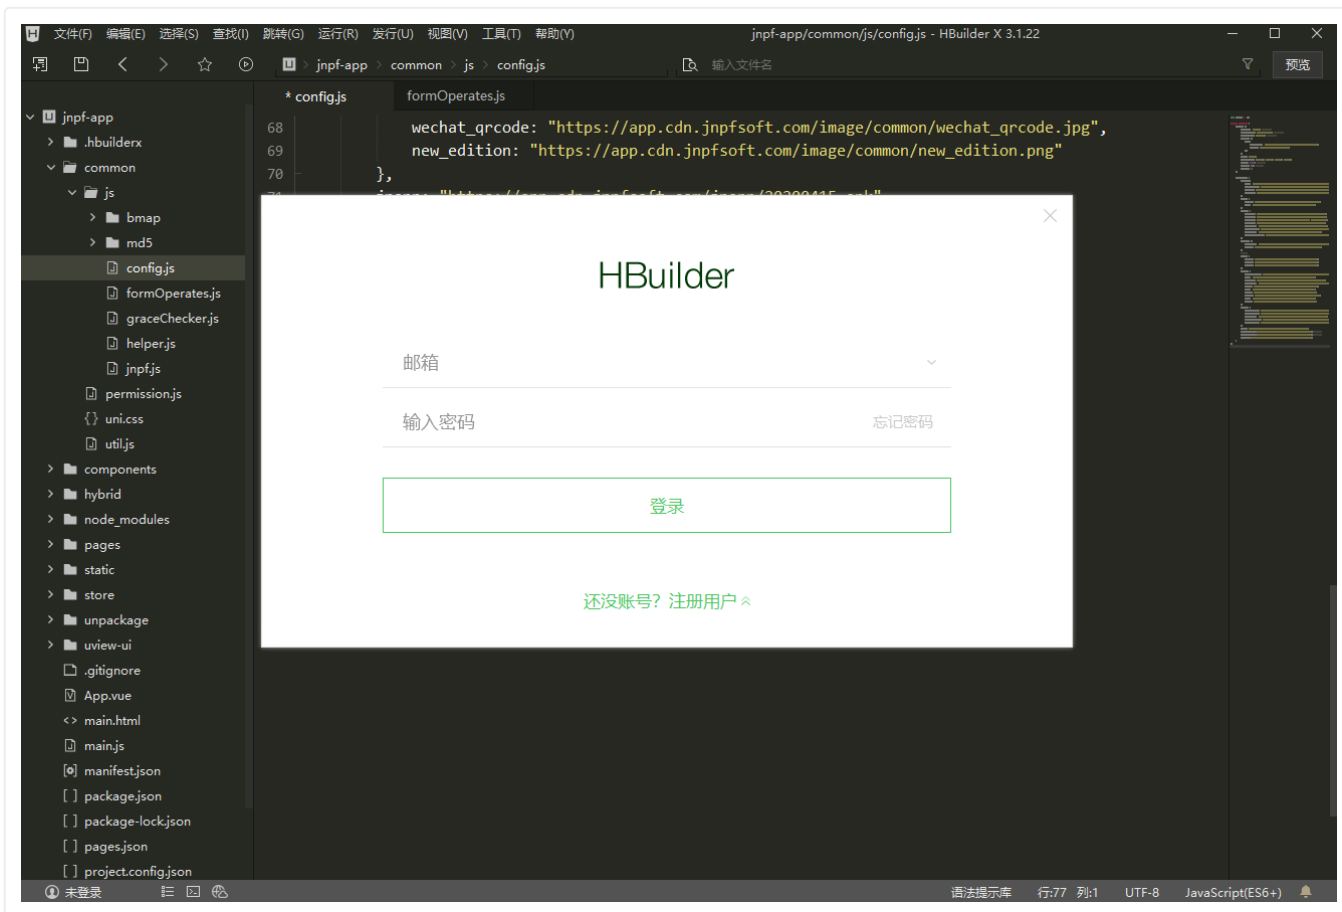 H 文件(F) 编辑(E) 选择(S) 查找(I) 跳转(G) 运行(R) 发行(U) 视图(V) 工具(T) 帮助(Y) jnpf-app/common/js/config.js - HBuilder X 3.1.22
jnpf-app > common > js > config.js 输入文件名 预览
* config.js formOperates.js
jnpf-app
.hbuilderx
common
js
bmap
md5
config.js
formOperates.js
graceChecker.js
helper.js
jnpf.js
permission.js
{} uni.css
util.js
components
hybrid
node_modules
pages
static
store
unpackage
uview-ui
.gitignore
App.vue
<> main.html
main.js
manifest.json
[ ] package.json
[ ] package-lock.json
[ ] pages.json
[ ] project.config.json
68 wechat_qrcode: "https://app.cdn.jnpfsoft.com/image/common/wechat_qrcode.jpg",
69 new_edition: "https://app.cdn.jnpfsoft.com/image/common/new_edition.png"
70 },
HBuilder
邮箱
输入密码 忘记密码
登录
还没账号? 注册用户
未登录 语法提示库 行:77 列:1 UTF-8 JavaScript(ES6+)